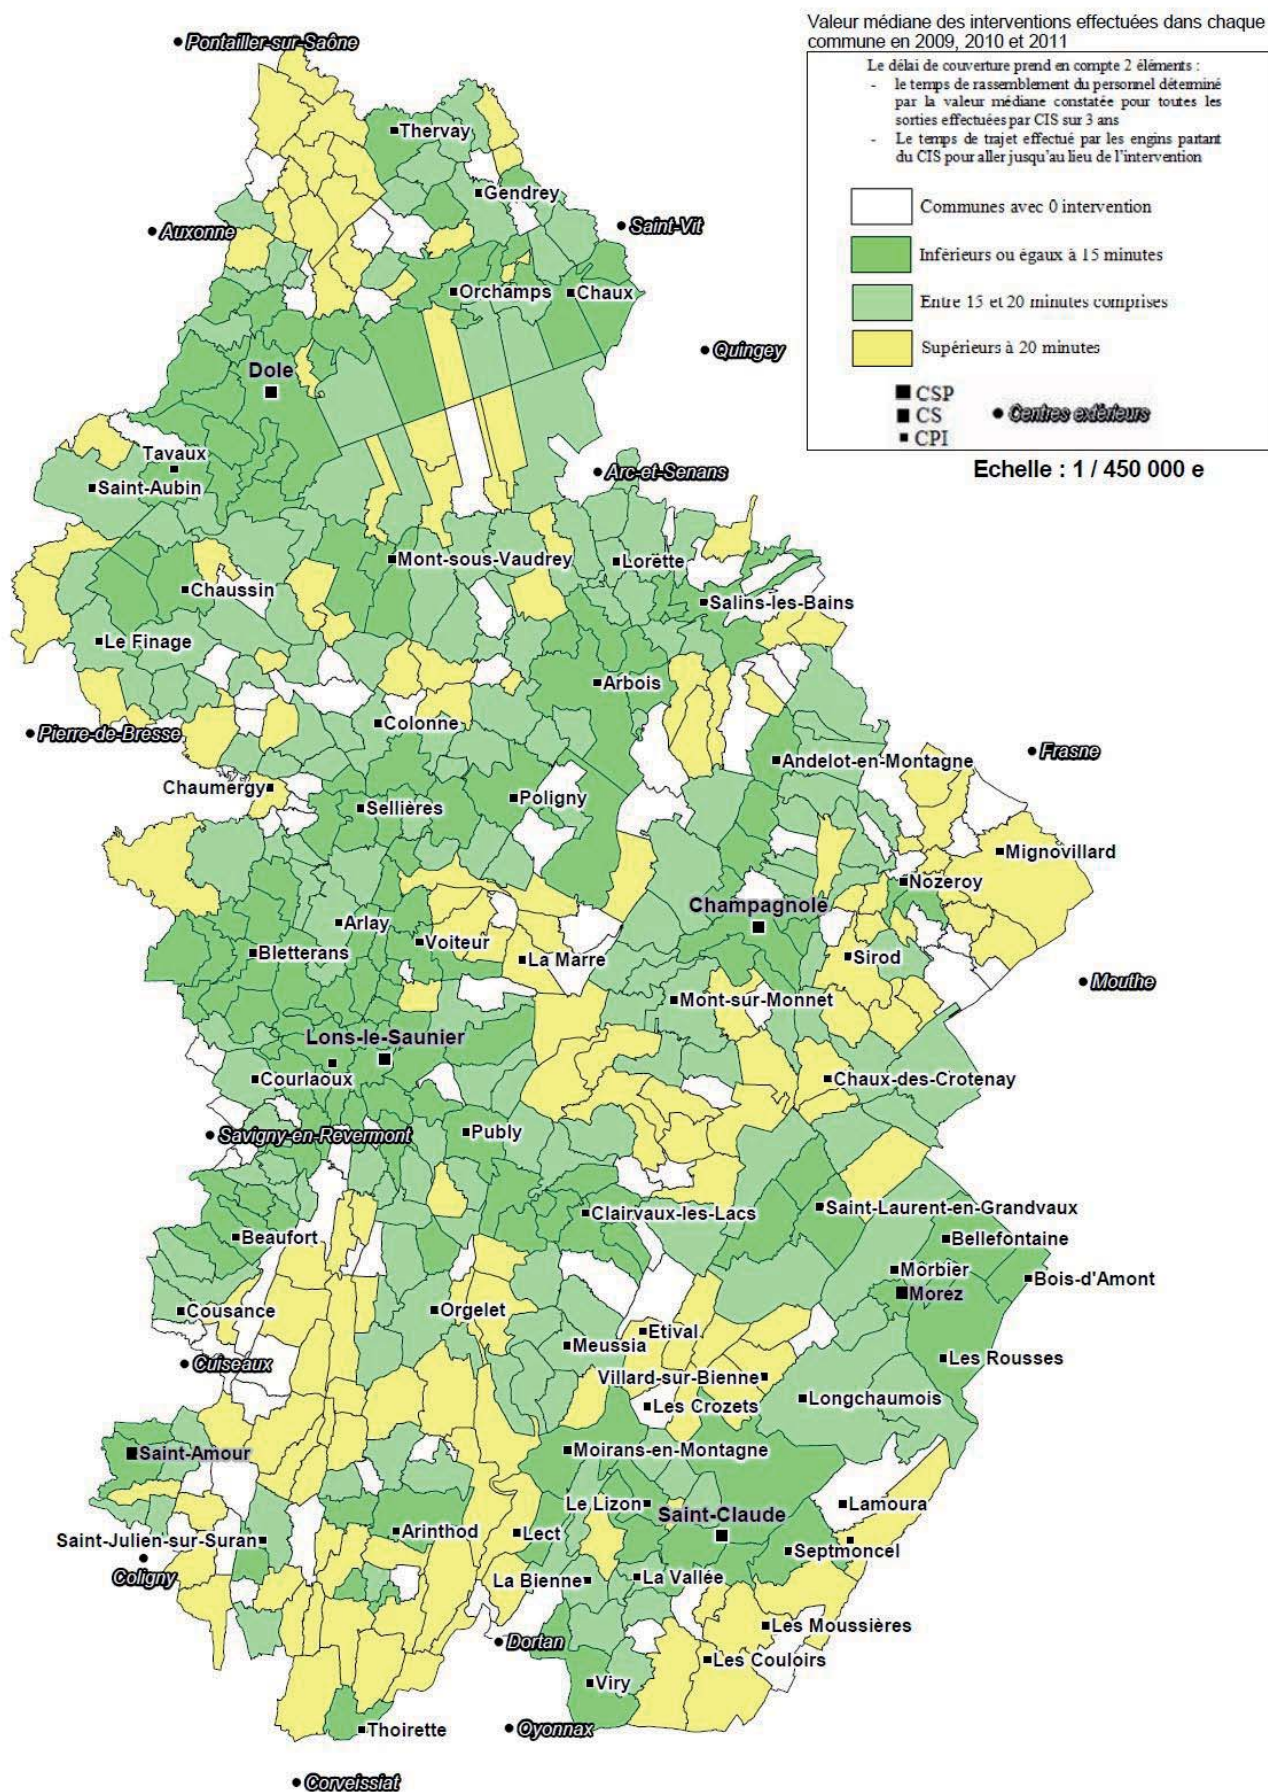 Valeur médiane des interventions effectuées dans chaque
commune en 2009, 2010 et 2011
Le délai de couverture prend en compte 2 éléments :
- le temps de rassemblement du personnel déterminé
par la valeur médiane constatée pour toutes les
sorties effectuées par CIS sur 3 ans
- Le temps de trajet effectué par les engins partant
du CIS pour aller jusqu'au lieu de l'intervention
Communes avec 0 intervention
Inférieurs ou égaux à 15 minutes
Entre 15 et 20 minutes comprises
Supérieurs à 20 minutes
CSP
CS
CPI
Centres extérieurs
Echelle : 1 / 450 000 e
Pontailler-sur-Saône
Thervay
Gendrey
Auxonne
Saint-Vit
Orchamps
Chaux
Quingey
Dole
Tavaux
Arc-et-Senans
Saint-Aubin
Mont-sous-Vaudrey
Lorette
Chaussin
Salins-les-Bains
Le Finage
Arbois
Colonne
Pierre-de-Bresse
Frasne
Andelot-en-Montagne
Chaumergy
Poligny
Sellières
Mignovillard
Nozeroy
Champagnole
Arlay
Voiteur
Bletterans
La Marre
Sirod
Mouthe
Mont-sur-Monnet
Lons-le-Saunier
Courlaoux
Chaux-des-Crotenay
Savigny-en-Revermont
Publy
Clairvaux-les-Lacs
Saint-Laurent-en-Grandvaux
Beaufort
Bellefontaine
Morbier
Bois-d'Amont
Morez
Cousance
Orgelet
Etival
Meussia
Cuiseaux
Les Rousses
Villard-sur-Bienne
Longchaumois
Les Crozets
Saint-Amour
Moirans-en-Montagne
Le Lizon
Lamoura
Saint-Claude
Saint-Julien-sur-Suran
Arinthod
Lect
Septmoncel
Coligny
La Bienne
La Vallée
Les Moussières
Dortan
Les Couloirs
Viry
Thoirette
Oyonnax
Corveissiat